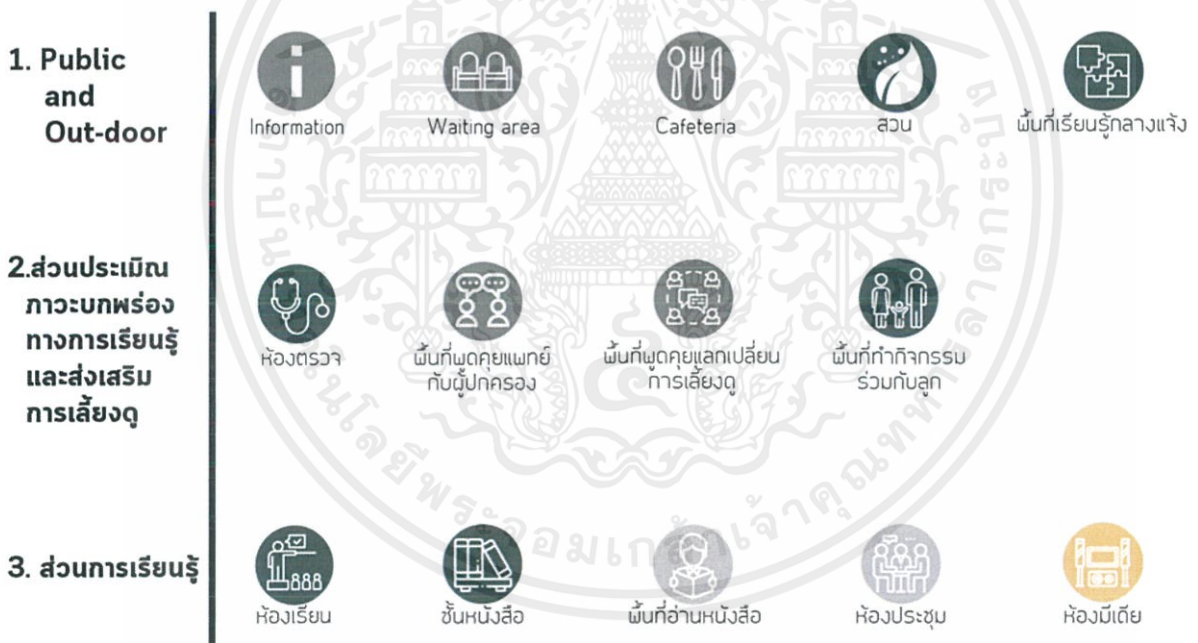 1. Public
and
Out-door
Information
Waiting area
Cafeteria
สวน
พื้นที่เรียนรู้กลางแจ้ง
2.ส่วนประเมิณ
ภาวะบกพร่อง
ทางการเรียนรู้
และส่งเสริม
การเลี้ยงดู
ห้องตรวจ
พื้นที่พูดคุยแพทย์
กับผู้ปกครอง
พื้นที่พูดคุยแลกเปลี่ยน
การเลี้ยงดู
พื้นที่ทำกิจกรรม
ร่วมกับลูก
3. ส่วนการเรียนรู้
ห้องเรียน
ชั้นหนังสือ
พื้นที่อ่านหนังสือ
ห้องประชุม
ห้องมีเดีย